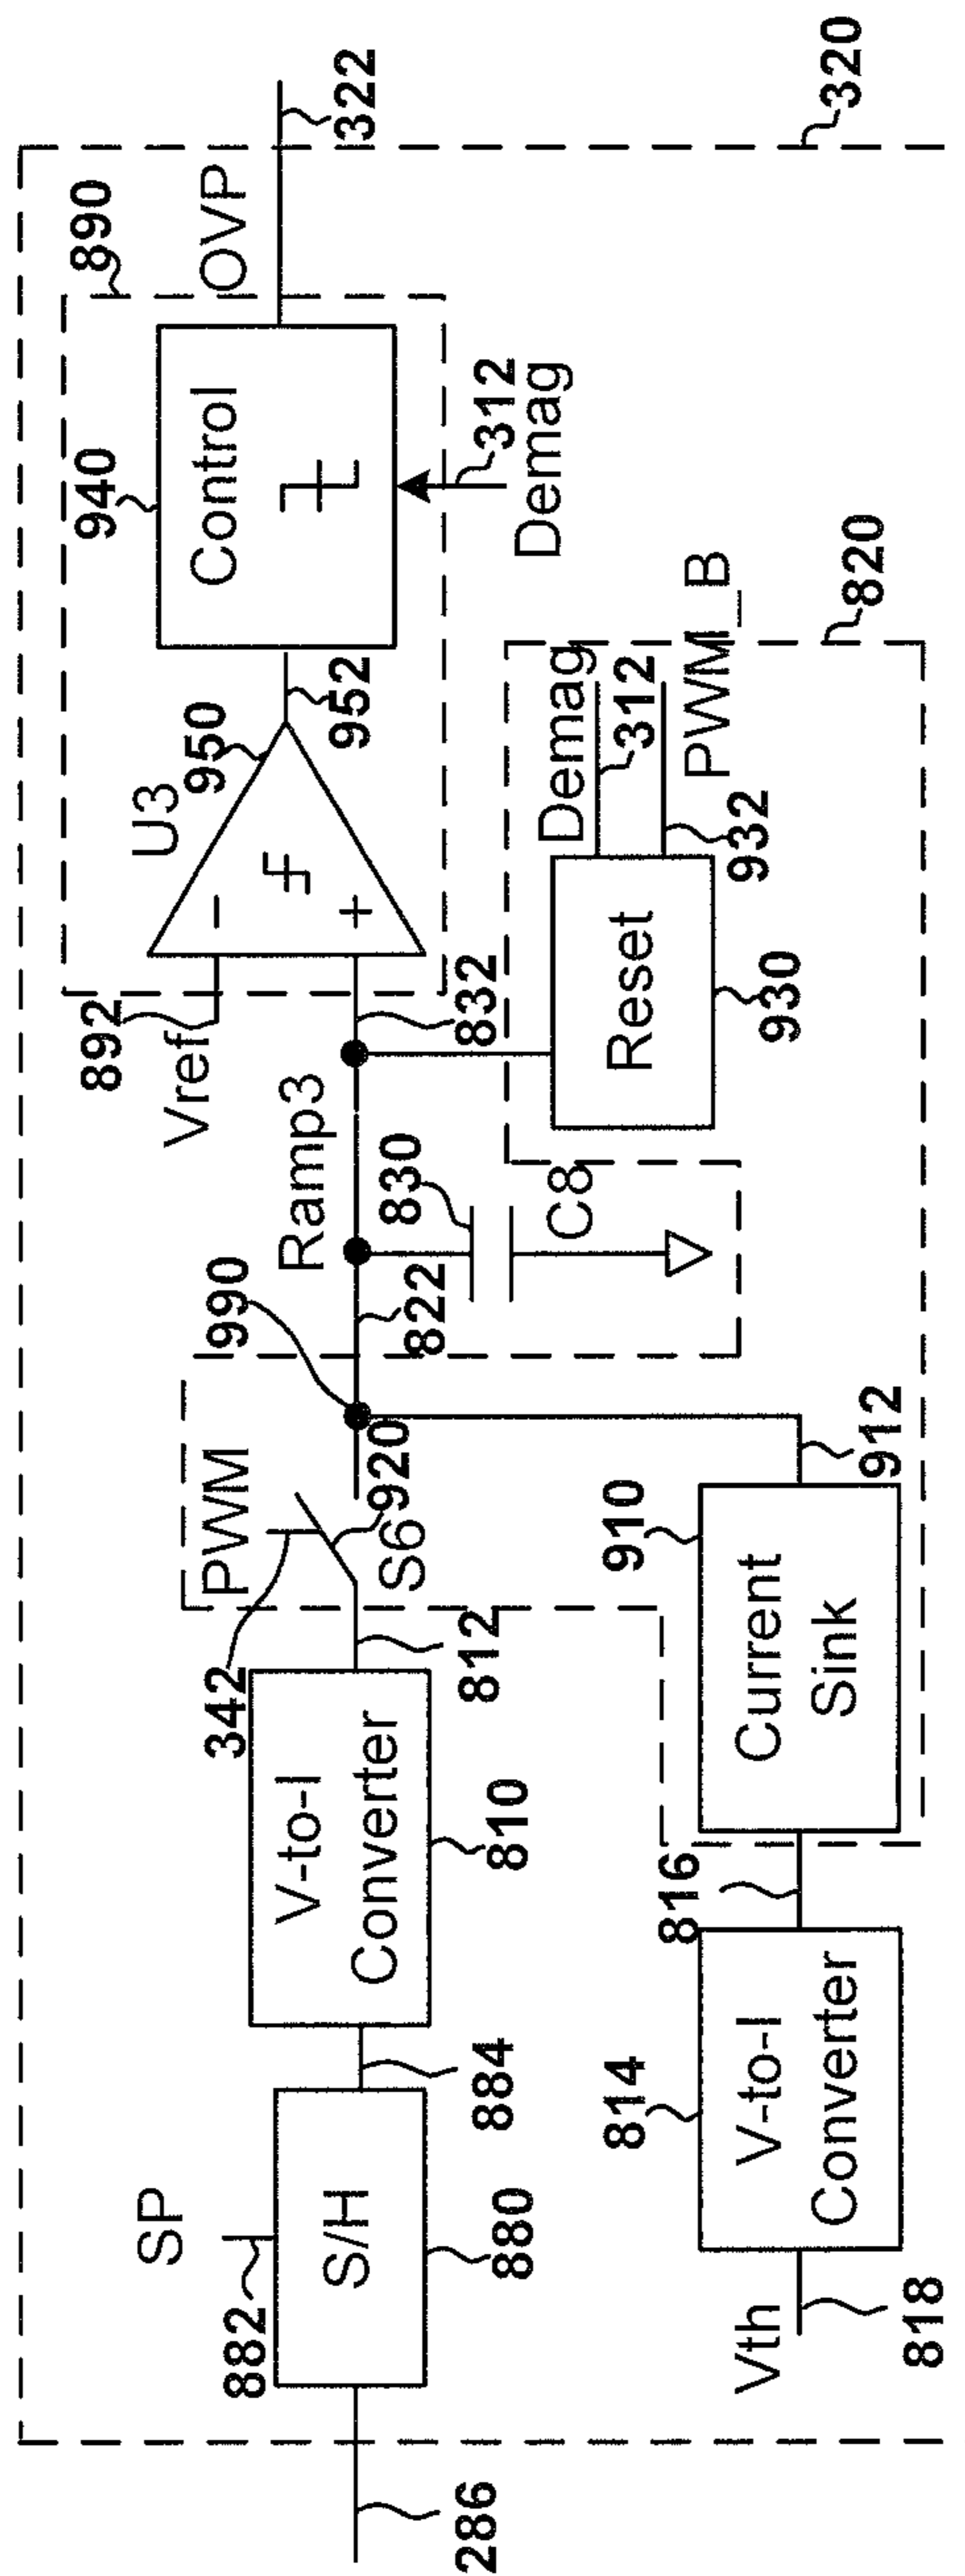 286
SP
882
S/H
880
884
V-to-I
Converter
810
812
342
PWM
S6
920
990
822
Ramp3
830
C8
832
892
Vref
U3
950
−
+
952
940
Control
890
OVP
322
312
Demag
320
Vth
818
814
V-to-I
Converter
816
910
Current
Sink
912
Reset
930
Demag
312
PWM_B
932
820